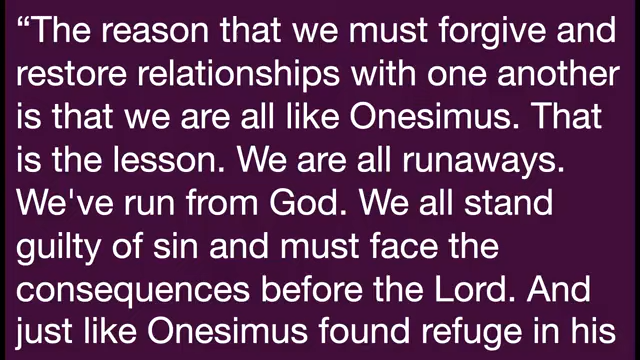 “The reason that we must forgive and
restore relationships with one another
is that we are all like Onesimus. That
is the lesson. We are all runaways.
We've run from God. We all stand
guilty of sin and must face the
consequences before the Lord. And
just like Onesimus found refuge in his